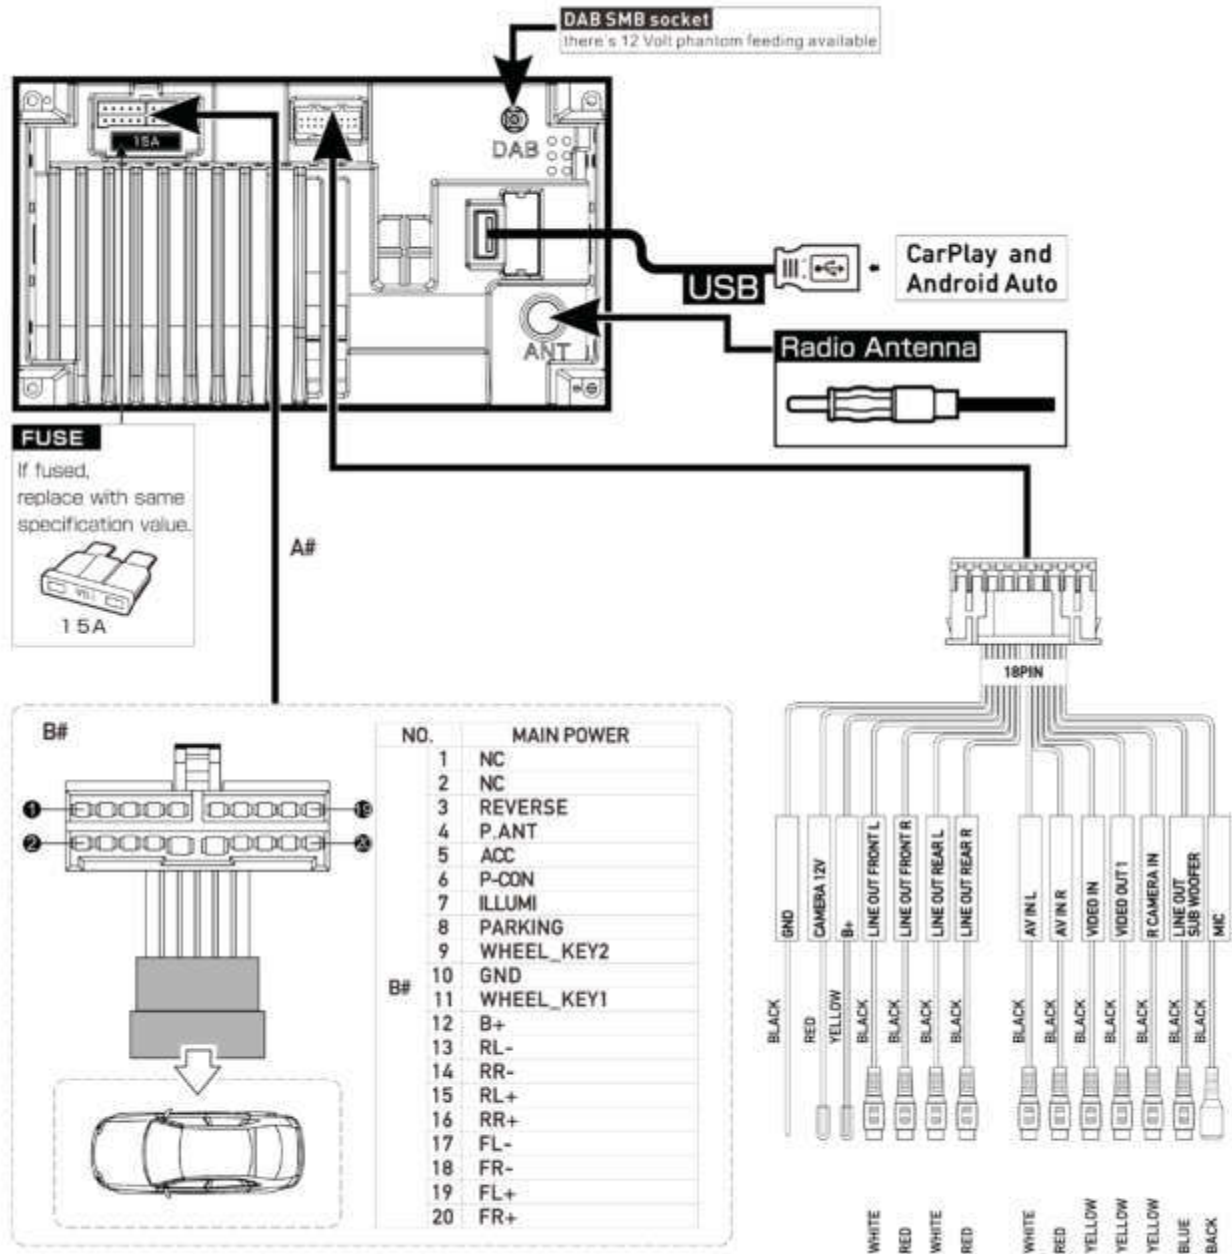 DAB SMB socket
there's 12 Volt phantom feeding available
15A
DAB
USB
CarPlay and
Android Auto
ANT
Radio Antenna
FUSE
If fused,
replace with same
specification value.
15A
A#
18PIN
B#
1
19
2
20
NO. MAIN POWER
B#
1 NC
2 NC
3 REVERSE
4 P.ANT
5 ACC
6 P-CON
7 ILLUMI
8 PARKING
9 WHEEL_KEY2
10 GND
11 WHEEL_KEY1
12 B+
13 RL-
14 RR-
15 RL+
16 RR+
17 FL-
18 FR-
19 FL+
20 FR+
GND
CAMERA 12V
B+
LINE OUT FRONT L
LINE OUT FRONT R
LINE OUT REAR L
LINE OUT REAR R
AV IN L
AV IN R
VIDEO IN
VIDEO OUT 1
R CAMERA IN
LINE OUT
SUB WOOFER
MIC
BLACK
RED
YELLOW
BLACK
BLACK
BLACK
BLACK
BLACK
BLACK
BLACK
BLACK
BLACK
BLACK
BLACK
WHITE
RED
WHITE
RED
WHITE
RED
YELLOW
YELLOW
YELLOW
BLUE
BACK